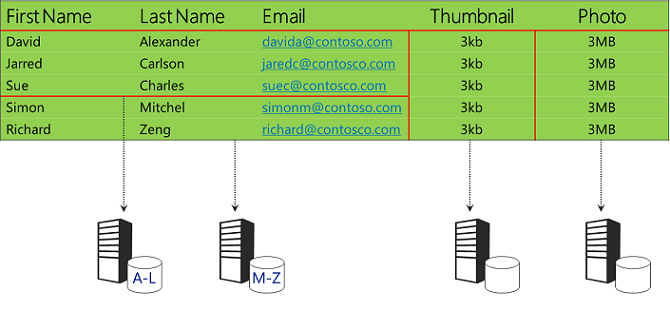 First Name Last Name Email Thumbnail Photo
David Alexander davida@contoso.com 3kb 3MB
Jarred Carlson jaredc@contosco.com 3kb 3MB
Sue Charles suec@contosco.com 3kb 3MB
Simon Mitchel simonm@contoso.com 3kb 3MB
Richard Zeng richard@contosco.com 3kb 3MB
A-L M-Z